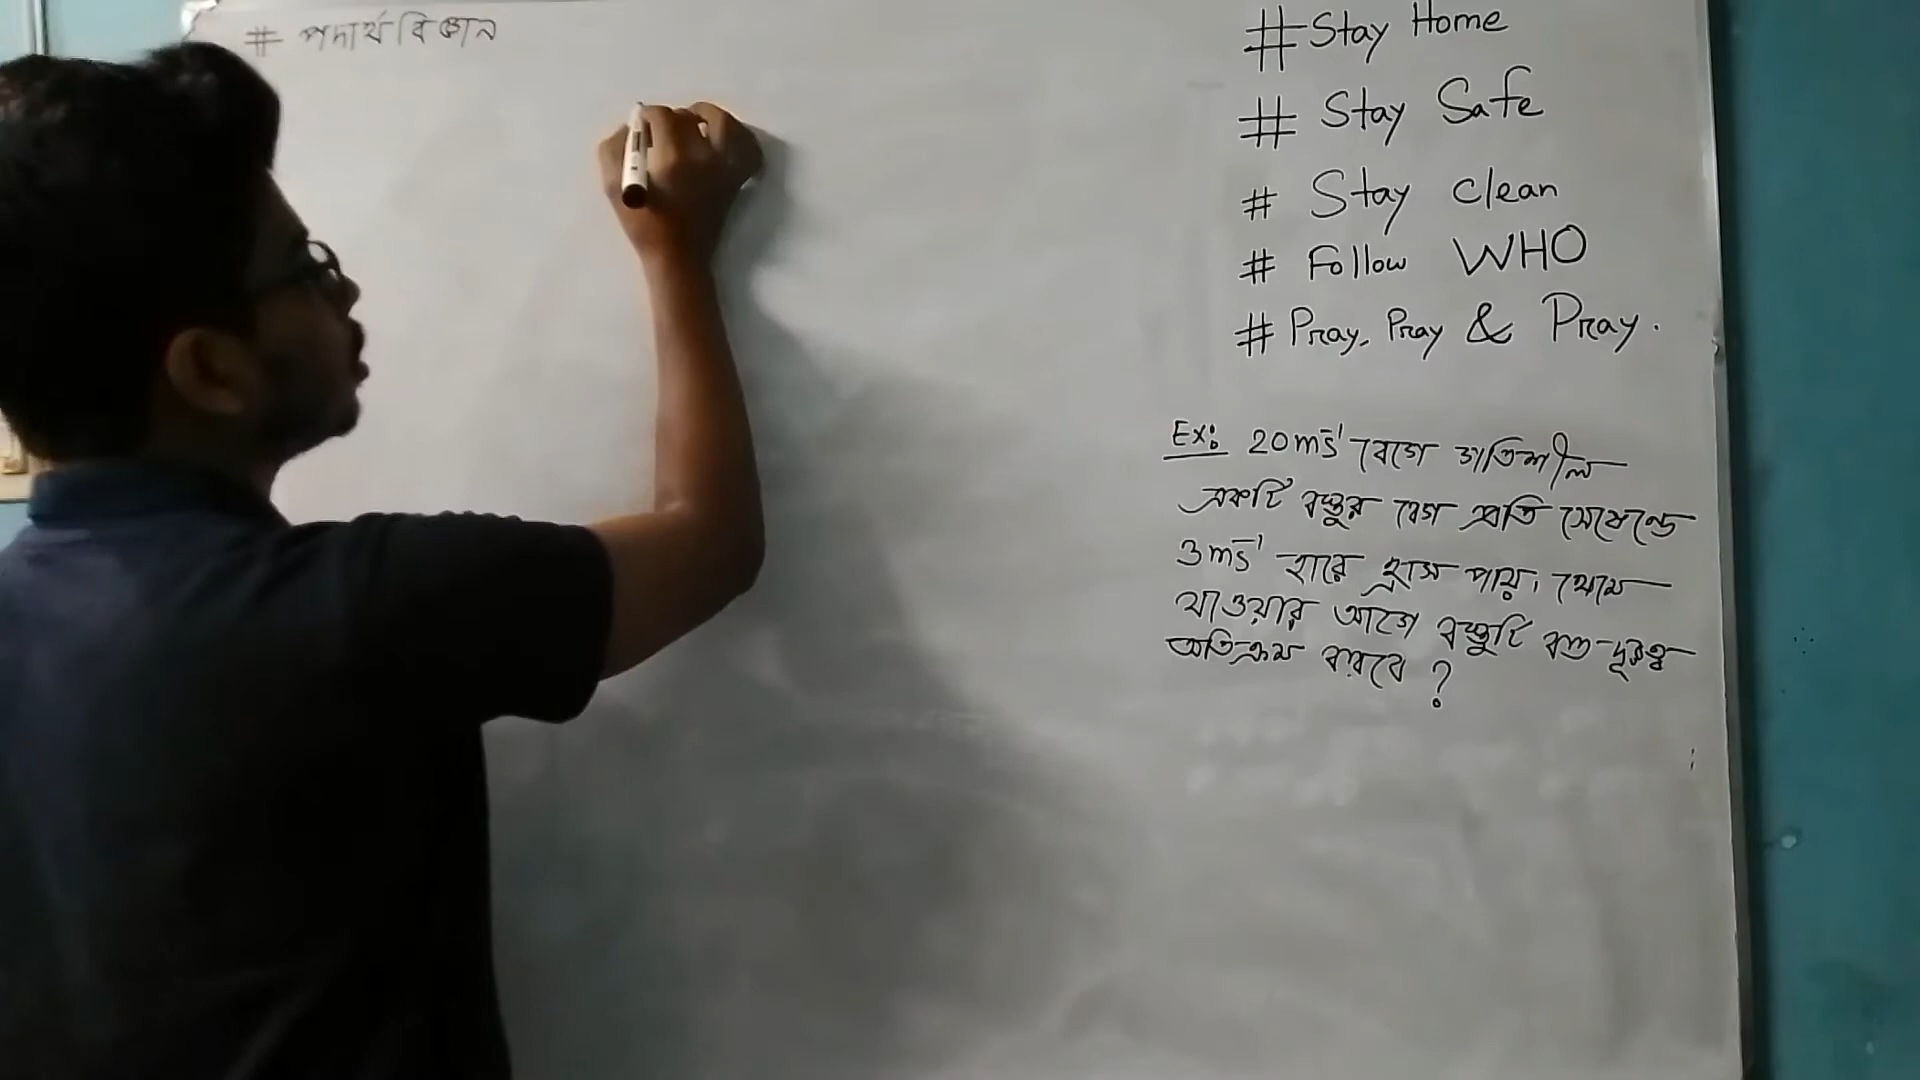 # পদার্থ বিজ্ঞান
# Stay Home
# Stay Safe
# Stay clean
# Follow WHO
# Pray, Pray & Pray.
Ex: 20ms⁻¹ বেগে গতিশীল
একটি বস্তুর বেগ প্রতি সেকেন্ডে
3ms⁻¹ হারে হ্রাস পায়, থেমে
যাওয়ার আগে বস্তুটি কত দূরত্ব
অতিক্রম করবে ?